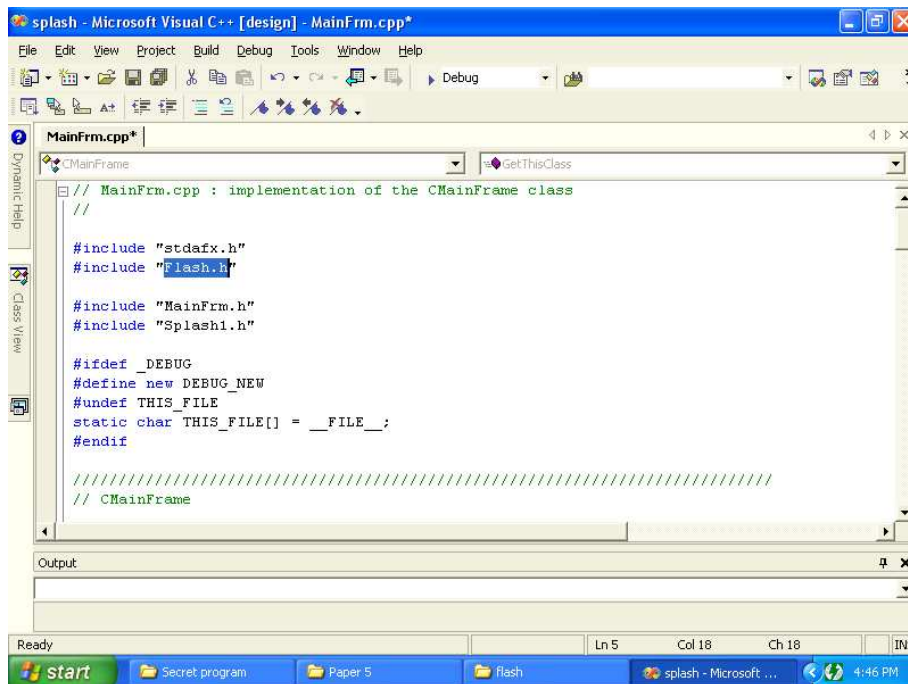 splash - Microsoft Visual C++ [design] - MainFrm.cpp*
File Edit View Project Build Debug Tools Window Help
Debug
MainFrm.cpp*
Dynamic Help
Class View
CMainFrame GetThisClass
// MainFrm.cpp : implementation of the CMainFrame class
//
#include "stdafx.h"
#include "Flash.h"
#include "MainFrm.h"
#include "Splash1.h"
#ifdef _DEBUG
#define new DEBUG_NEW
#undef THIS_FILE
static char THIS_FILE[] = __FILE__;
#endif
/////////////////////////////////////////////////////////////////////////////
// CMainFrame
Output
Ready Ln 5 Col 18 Ch 18 IN
start Secret program Paper 5 flash splash - Microsoft ... 4:46 PM